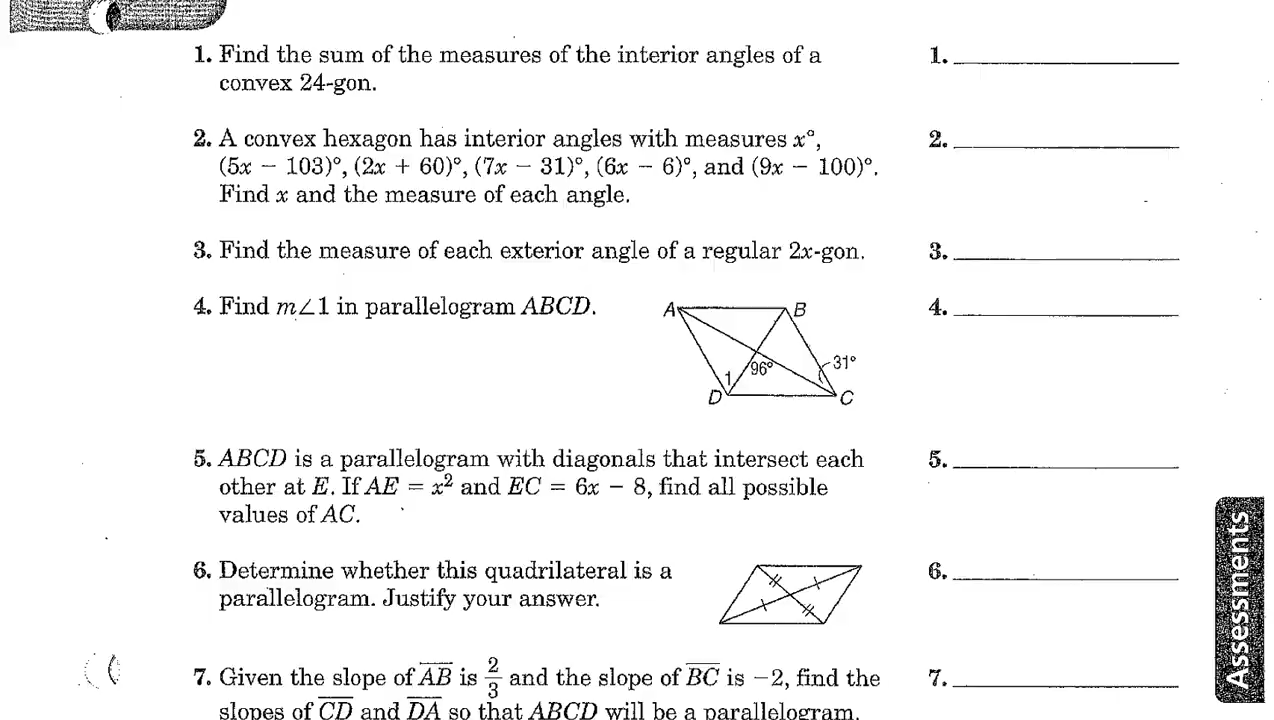 1. Find the sum of the measures of the interior angles of a
convex 24-gon.
1.
2. A convex hexagon has interior angles with measures x°,
(5x − 103)°, (2x + 60)°, (7x − 31)°, (6x − 6)°, and (9x − 100)°.
Find x and the measure of each angle.
2.
3. Find the measure of each exterior angle of a regular 2x-gon.
3.
4. Find m∠1 in parallelogram ABCD.
A
B
31°
96°
1
D
C
4.
5. ABCD is a parallelogram with diagonals that intersect each
other at E. If AE = x² and EC = 6x − 8, find all possible
values of AC.
5.
6. Determine whether this quadrilateral is a
parallelogram. Justify your answer.
6.
7. Given the slope of AB is 2/3 and the slope of BC is −2, find the
slopes of CD and DA so that ABCD will be a parallelogram.
7.
Assessments